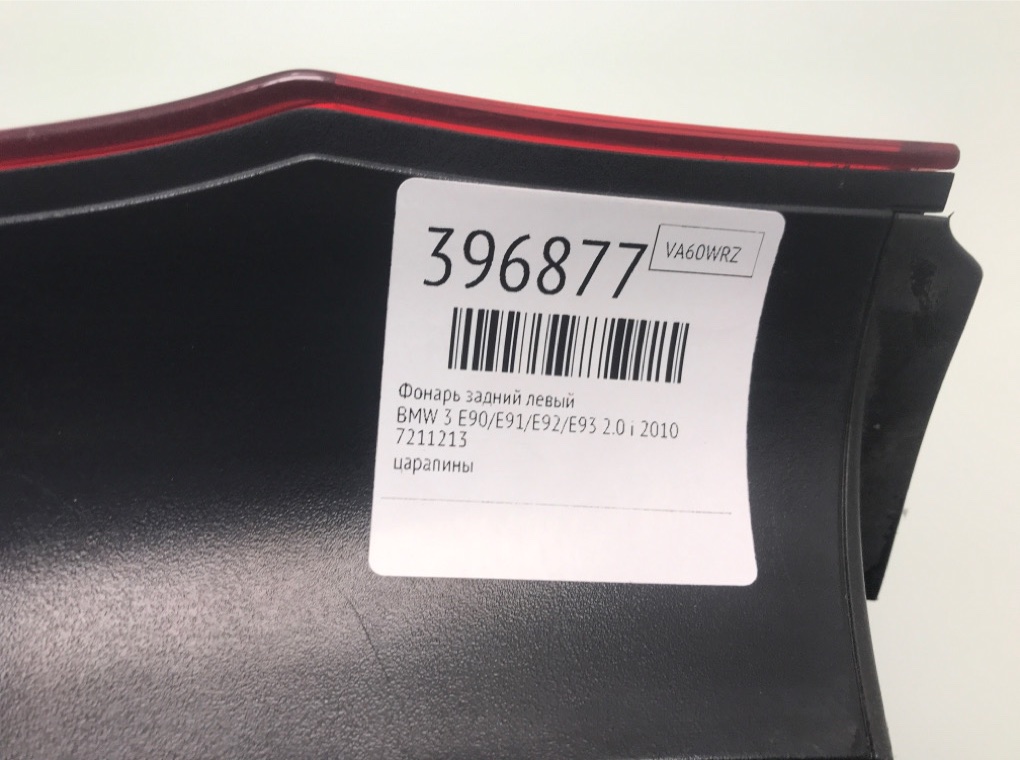 396877
VA60WRZ
Фонарь задний левый
BMW 3 E90/E91/E92/E93 2.0 i 2010
7211213
царапины